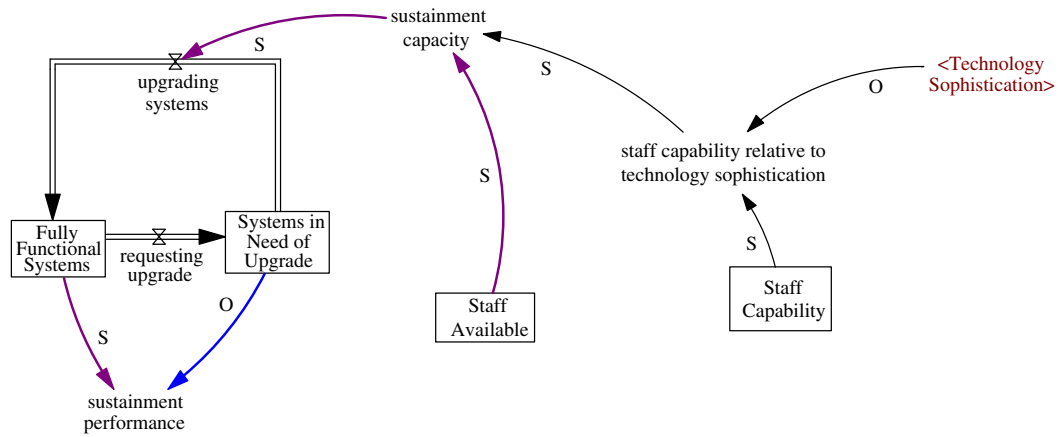 sustainment
capacity
S
upgrading
systems
S
<Technology
Sophistication>
O
staff capability relative to
technology sophistication
S
Fully
Functional
Systems
requesting
upgrade
Systems in
Need of
Upgrade
S
Staff
Capability
Staff
Available
O
S
sustainment
performance